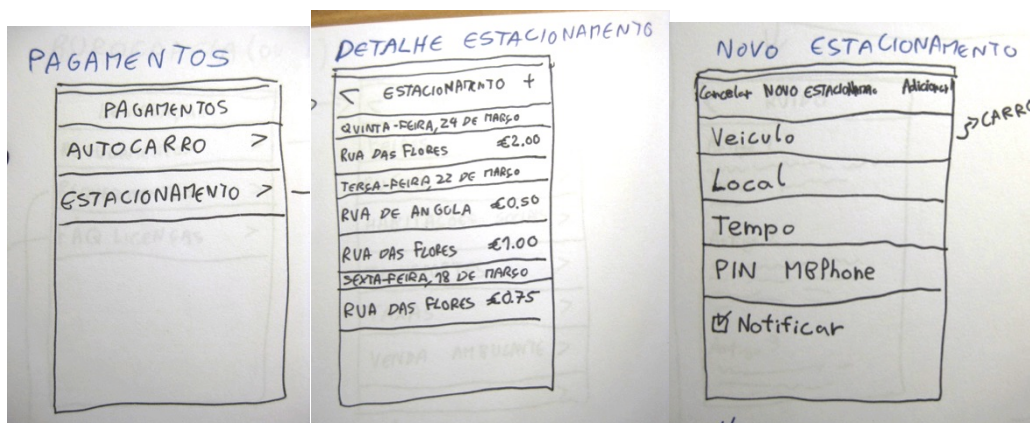 PAGAMENTOS
PAGAMENTOS
AUTOCARRO >
ESTACIONAMENTO >
DETALHE ESTACIONAMENTO
< ESTACIONAMENTO +
QUINTA-FEIRA, 24 DE MARÇO
RUA DAS FLORES €2.00
TERÇA-FEIRA, 22 DE MARÇO
RUA DE ANGOLA €0.50
RUA DAS FLORES €1.00
SEXTA-FEIRA, 18 DE MARÇO
RUA DAS FLORES €0.75
VENDA AMBULANTE >
NOVO ESTACIONAMENTO
Cancelar NOVO ESTACIONAM. Adicionar
CARRO
Veiculo
Local
Tempo
PIN MBPhone
☑ Notificar